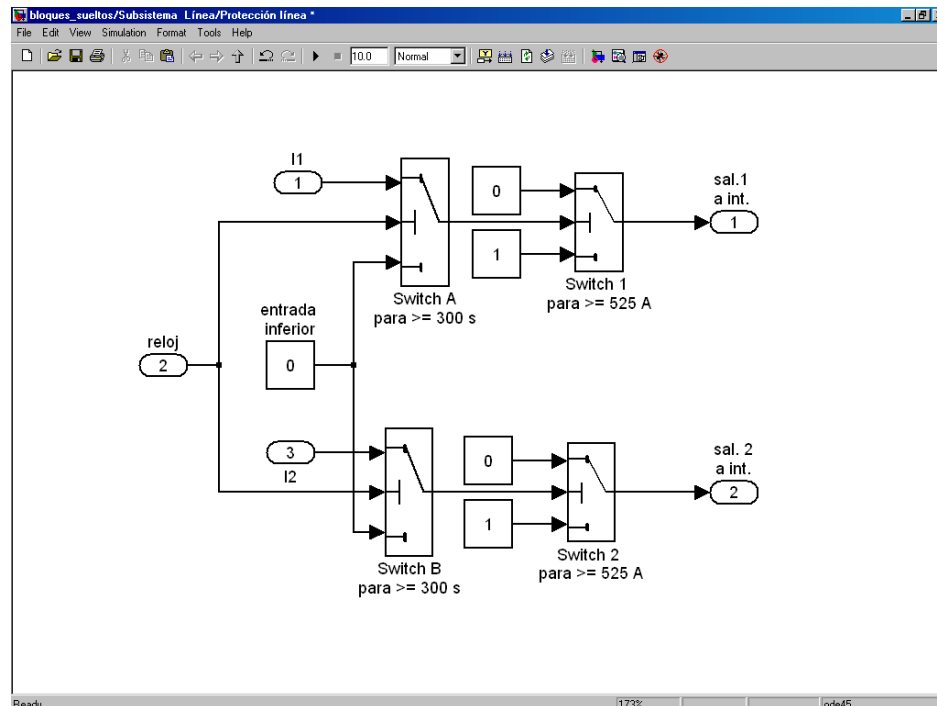 bloques_sueltos/Subsistema Línea/Protección línea *
File Edit View Simulation Format Tools Help
10.0 Normal
I1
1
0
sal.1
a int.
1
1
Switch A
para >= 300 s
Switch 1
para >= 525 A
entrada
inferior
0
reloj
2
3
I2
0
sal. 2
a int.
2
1
Switch B
para >= 300 s
Switch 2
para >= 525 A
Ready 173% ode45